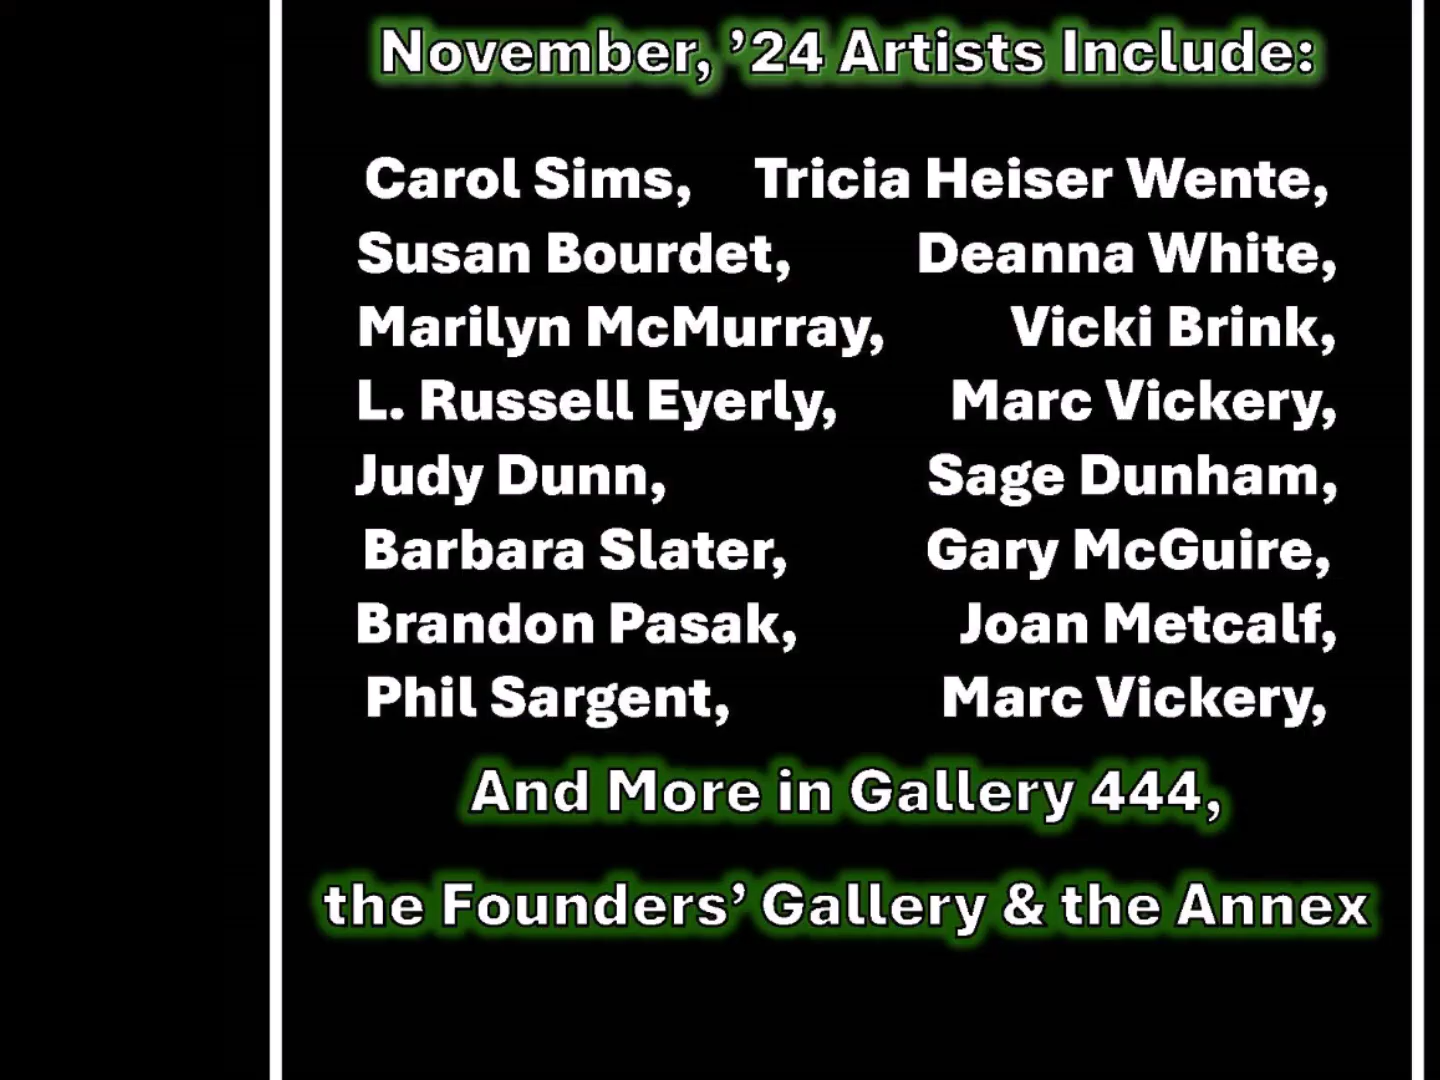 November, ’24 Artists Include:
Carol Sims, Tricia Heiser Wente,
Susan Bourdet, Deanna White,
Marilyn McMurray, Vicki Brink,
L. Russell Eyerly, Marc Vickery,
Judy Dunn, Sage Dunham,
Barbara Slater, Gary McGuire,
Brandon Pasak, Joan Metcalf,
Phil Sargent, Marc Vickery,
And More in Gallery 444,
the Founders’ Gallery & the Annex